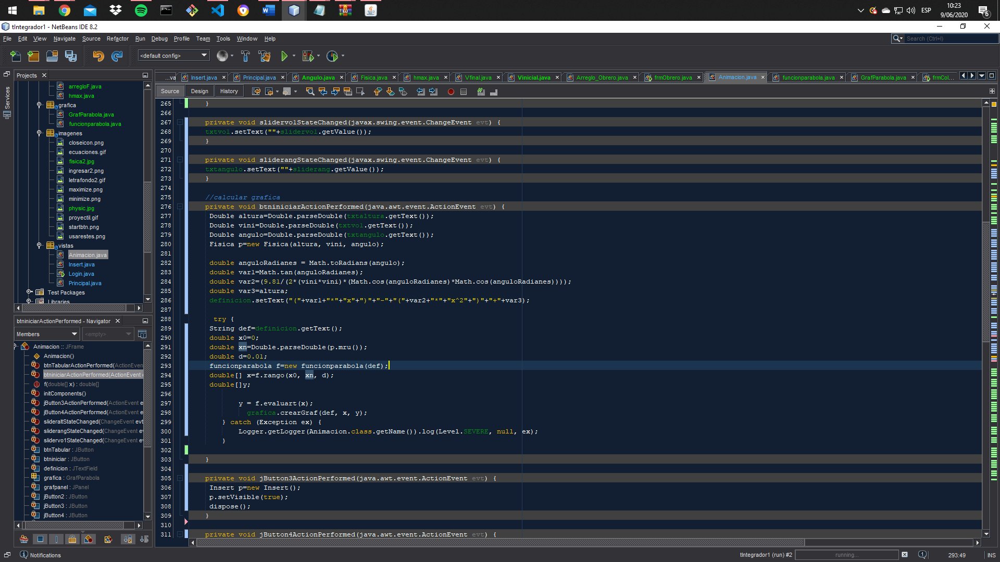 ESP
10:23
9/06/2020
6
tIntegrador1 - NetBeans IDE 8.2
File Edit View Navigate Source Refactor Run Debug Profile Team Tools Window Help
Search (Ctrl+I)
<default config>
Projects
Services
arregloF.java
hmax.java
grafica
GrafParabola.java
funcionparabola.java
imagenes
closeicon.png
ecuaciones.gif
fisica2.jpg
ingresar2.png
letrafondo2.gif
maximize.png
minimize.png
physic.jpg
proyectil.gif
startbtn.png
usarestes.png
vistas
Animacion.java
Insert.java
Login.java
Principal.java
Test Packages
Libraries
btniniciarActionPerformed - Navigator
Members
<empty>
Animacion :: JFrame
Animacion()
btnTabularActionPerformed(ActionEven
btniniciarActionPerformed(ActionEvent e
f(double[] x) : double[]
initComponents()
jButton3ActionPerformed(ActionEvent e
jButton4ActionPerformed(ActionEvent e
slideraltStateChanged(ChangeEvent evt
sliderangStateChanged(ChangeEvent e
slidervo1StateChanged(ChangeEvent e
btnTabular : JButton
btniniciar : JButton
definicion : JTextField
grafica : GrafParabola
grafpanel : JPanel
jButton2 : JButton
jButton3 : JButton
jButton4 : JButton
...va Insert.java Principal.java Angulo.java Fisica.java hmax.java Vfinal.java Vinicial.java Arreglo_Obrero.java frmObrero.java Animacion.java funcionparabola.java GrafParabola.java frmCol...
Source Design History
265 }
266
267 private void slidervo1StateChanged(javax.swing.event.ChangeEvent evt) {
268 txtvo1.setText(""+slidervo1.getValue());
269 }
270
271 private void sliderangStateChanged(javax.swing.event.ChangeEvent evt) {
272 txtangulo.setText(""+sliderang.getValue());
273 }
274
275 //calcular grafica
276 private void btniniciarActionPerformed(java.awt.event.ActionEvent evt) {
277 Double altura=Double.parseDouble(txtaltura.getText());
278 Double vini=Double.parseDouble(txtvo1.getText());
279 Double angulo=Double.parseDouble(txtangulo.getText());
280 Fisica p=new Fisica(altura, vini, angulo);
281
282 double anguloRadianes = Math.toRadians(angulo);
283 double var1=Math.tan(anguloRadianes);
284 double var2=(9.81/(2*(vini*vini)*(Math.cos(anguloRadianes)*Math.cos(anguloRadianes))));
285 double var3=altura;
286 definicion.setText("("+var1+"*"+"x"+")"+"-"+"("+var2+"*"+"x^2"+")"+"+"+var3);
287
288 try {
289 String def=definicion.getText();
290 double x0=0;
291 double xn=Double.parseDouble(p.mru());
292 double d=0.01;
293 funcionparabola f=new funcionparabola(def);
294 double[] x=f.rango(x0, xn, d);
295 double[]y;
296
297 y = f.evaluart(x);
298 grafica.crearGraf(def, x, y);
299 } catch (Exception ex) {
300 Logger.getLogger(Animacion.class.getName()).log(Level.SEVERE, null, ex);
301 }
302
303 }
304
305 private void jButton3ActionPerformed(java.awt.event.ActionEvent evt) {
306 Insert p=new Insert();
307 p.setVisible(true);
308 dispose();
309 }
310
311 private void jButton4ActionPerformed(java.awt.event.ActionEvent evt) {
Notifications
tIntegrador1 (run) #2
running...
1
293:49
INS